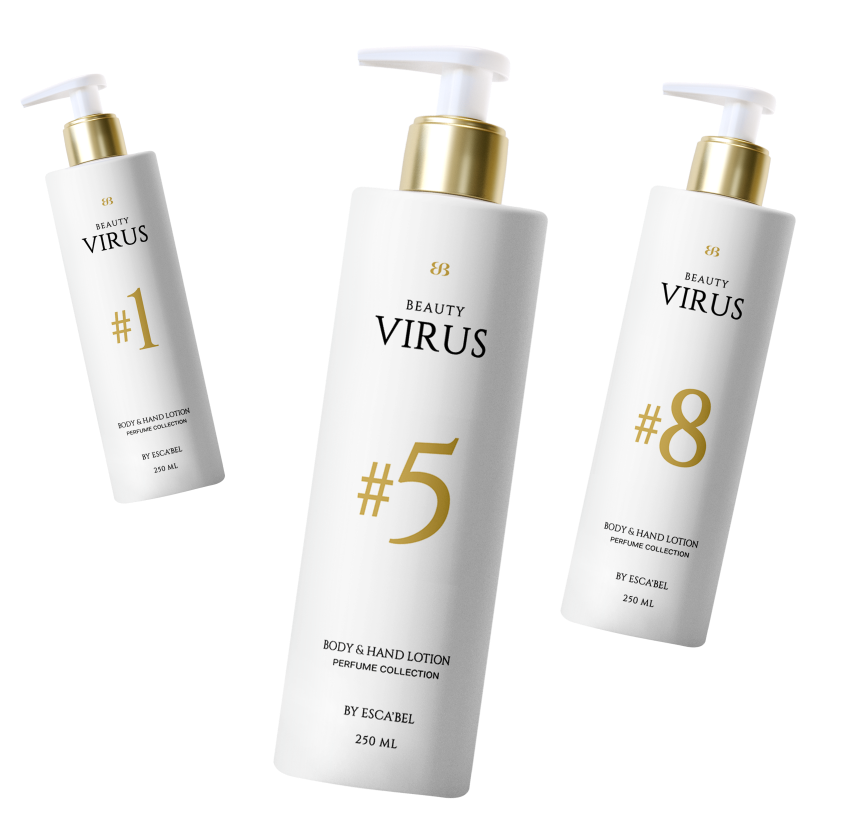 BEAUTY
VIRUS
#1
BODY & HAND LOTION
PERFUME COLLECTION
BY ESCA'BEL
250 ML
BEAUTY
VIRUS
#5
BODY & HAND LOTION
PERFUME COLLECTION
BY ESCA'BEL
250 ML
BEAUTY
VIRUS
#8
BODY & HAND LOTION
PERFUME COLLECTION
BY ESCA'BEL
250 ML